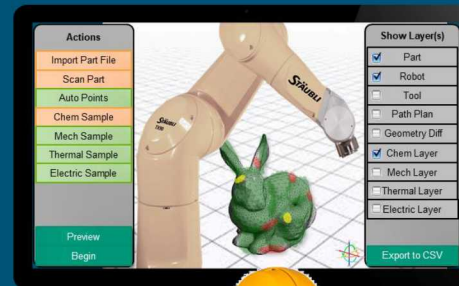 Actions
Import Part File
Scan Part
Auto Points
Chem Sample
Mech Sample
Thermal Sample
Electric Sample
Preview
Begin
STÄUBLI
STÄUBLI
Show Layer(s)
Part
Robot
Tool
Path Plan
Geometry Diff
Chem Layer
Mech Layer
Thermal Layer
Electric Layer
Export to CSV